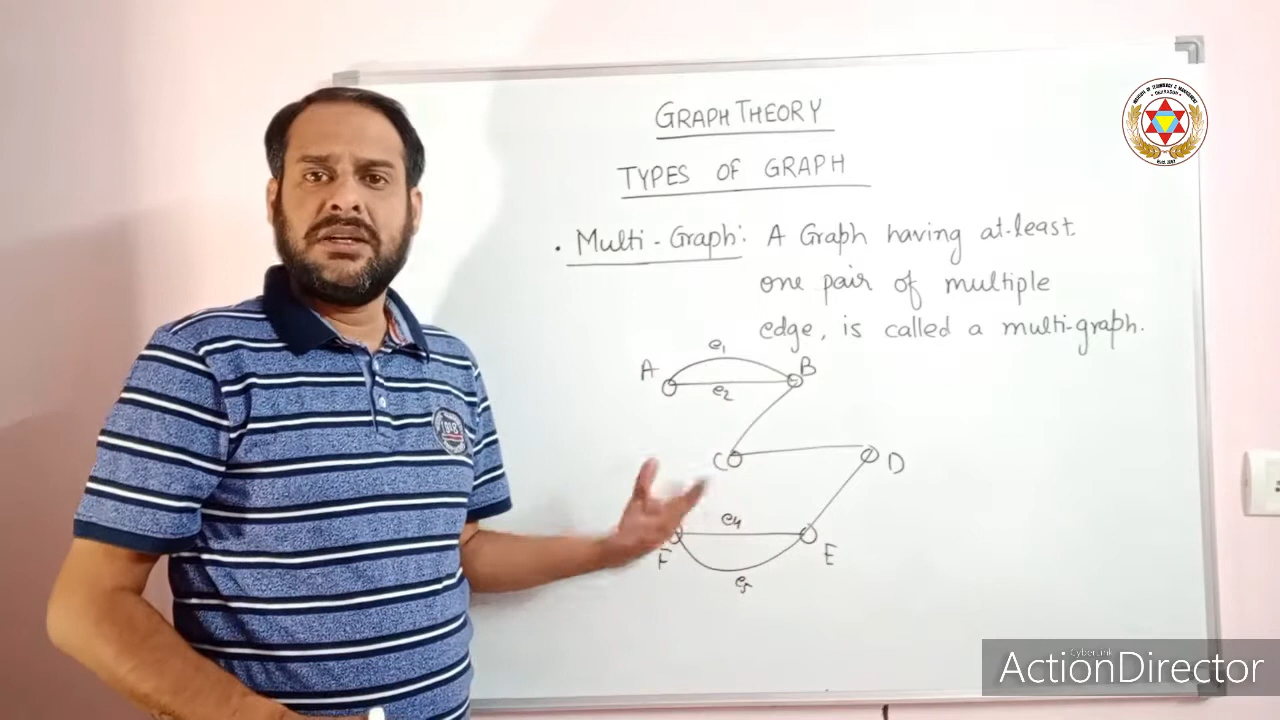 GRAPH THEORY
TYPES OF GRAPH
• Multi-Graph: A Graph having at-least
one pair of multiple
edge, is called a multi-graph.
e1
A
B
e2
C
D
e4
F
E
e5
CyberLink
ActionDirector